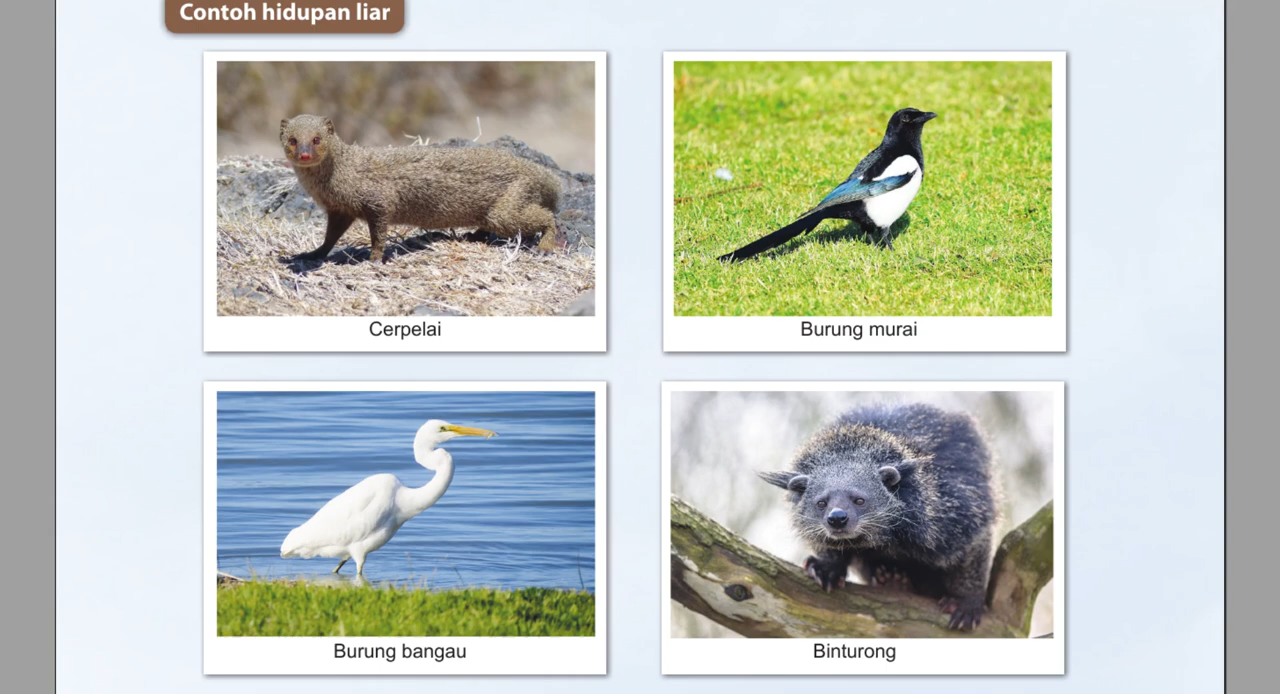 Contoh hidupan liar
Cerpelai
Burung murai
Burung bangau
Binturong